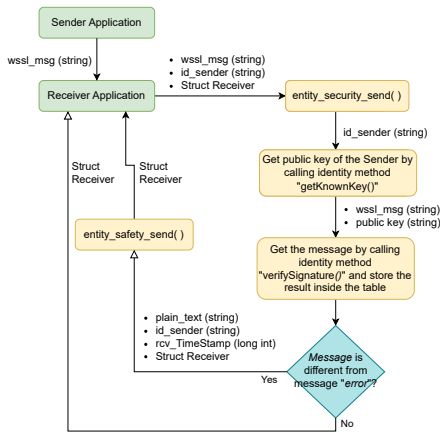 Sender Application
wssl_msg (string)
• wssl_msg (string)
• id_sender (string)
• Struct Receiver
Receiver Application
entity_security_send( )
id_sender (string)
Get public key of the Sender by
calling identity method
"getKnownKey()"
Struct
Receiver
Struct
Receiver
• wssl_msg (string)
• public key (string)
entity_safety_send( )
Get the message by calling
identity method
"verifySignature()" and store the
result inside the table
• plain_text (string)
• id_sender (string)
• rcv_TimeStamp (long int)
• Struct Receiver
Message is
different from
message "error"?
Yes
No